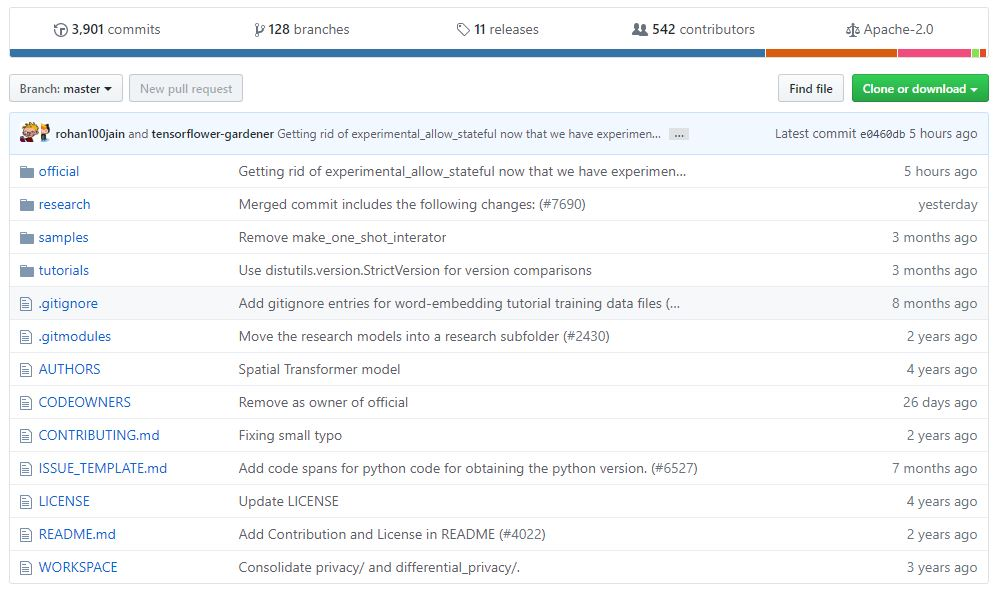 3,901 commits 128 branches 11 releases 542 contributors Apache-2.0
Branch: master New pull request Find file Clone or download
rohan100jain and tensorflower-gardener Getting rid of experimental_allow_stateful now that we have experimen... ... Latest commit e0460db 5 hours ago
official Getting rid of experimental_allow_stateful now that we have experimen... 5 hours ago
research Merged commit includes the following changes: (#7690) yesterday
samples Remove make_one_shot_interator 3 months ago
tutorials Use distutils.version.StrictVersion for version comparisons 3 months ago
.gitignore Add gitignore entries for word-embedding tutorial training data files (... 8 months ago
.gitmodules Move the research models into a research subfolder (#2430) 2 years ago
AUTHORS Spatial Transformer model 4 years ago
CODEOWNERS Remove as owner of official 26 days ago
CONTRIBUTING.md Fixing small typo 2 years ago
ISSUE_TEMPLATE.md Add code spans for python code for obtaining the python version. (#6527) 7 months ago
LICENSE Update LICENSE 4 years ago
README.md Add Contribution and License in README (#4022) 2 years ago
WORKSPACE Consolidate privacy/ and differential_privacy/. 3 years ago